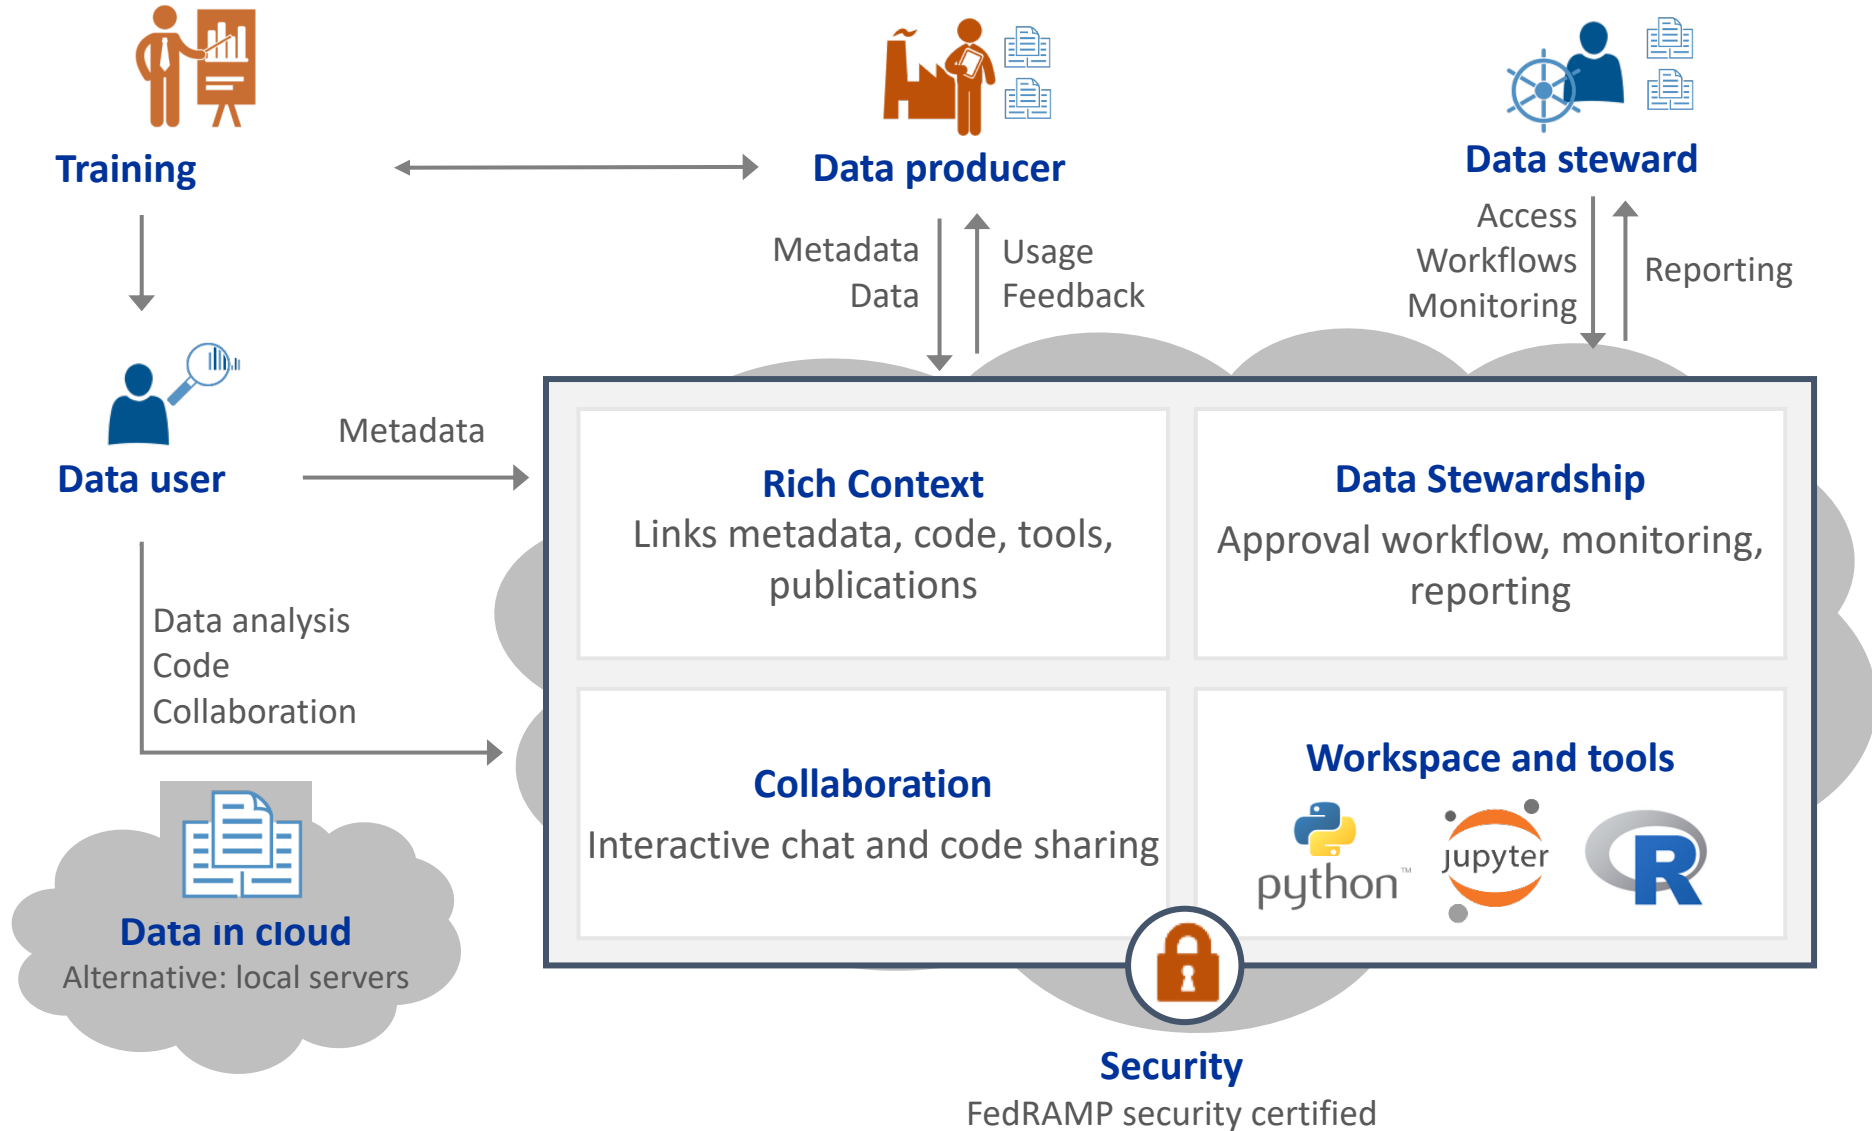 Training
Data producer
Data steward
Metadata
Data
Usage
Feedback
Access
Workflows
Monitoring
Reporting
Data user
Metadata
Data analysis
Code
Collaboration
Rich Context
Links metadata, code, tools,
publications
Data Stewardship
Approval workflow, monitoring,
reporting
Collaboration
Interactive chat and code sharing
Workspace and tools
python™
jupyter
R
Data in cloud
Alternative: local servers
Security
FedRAMP security certified